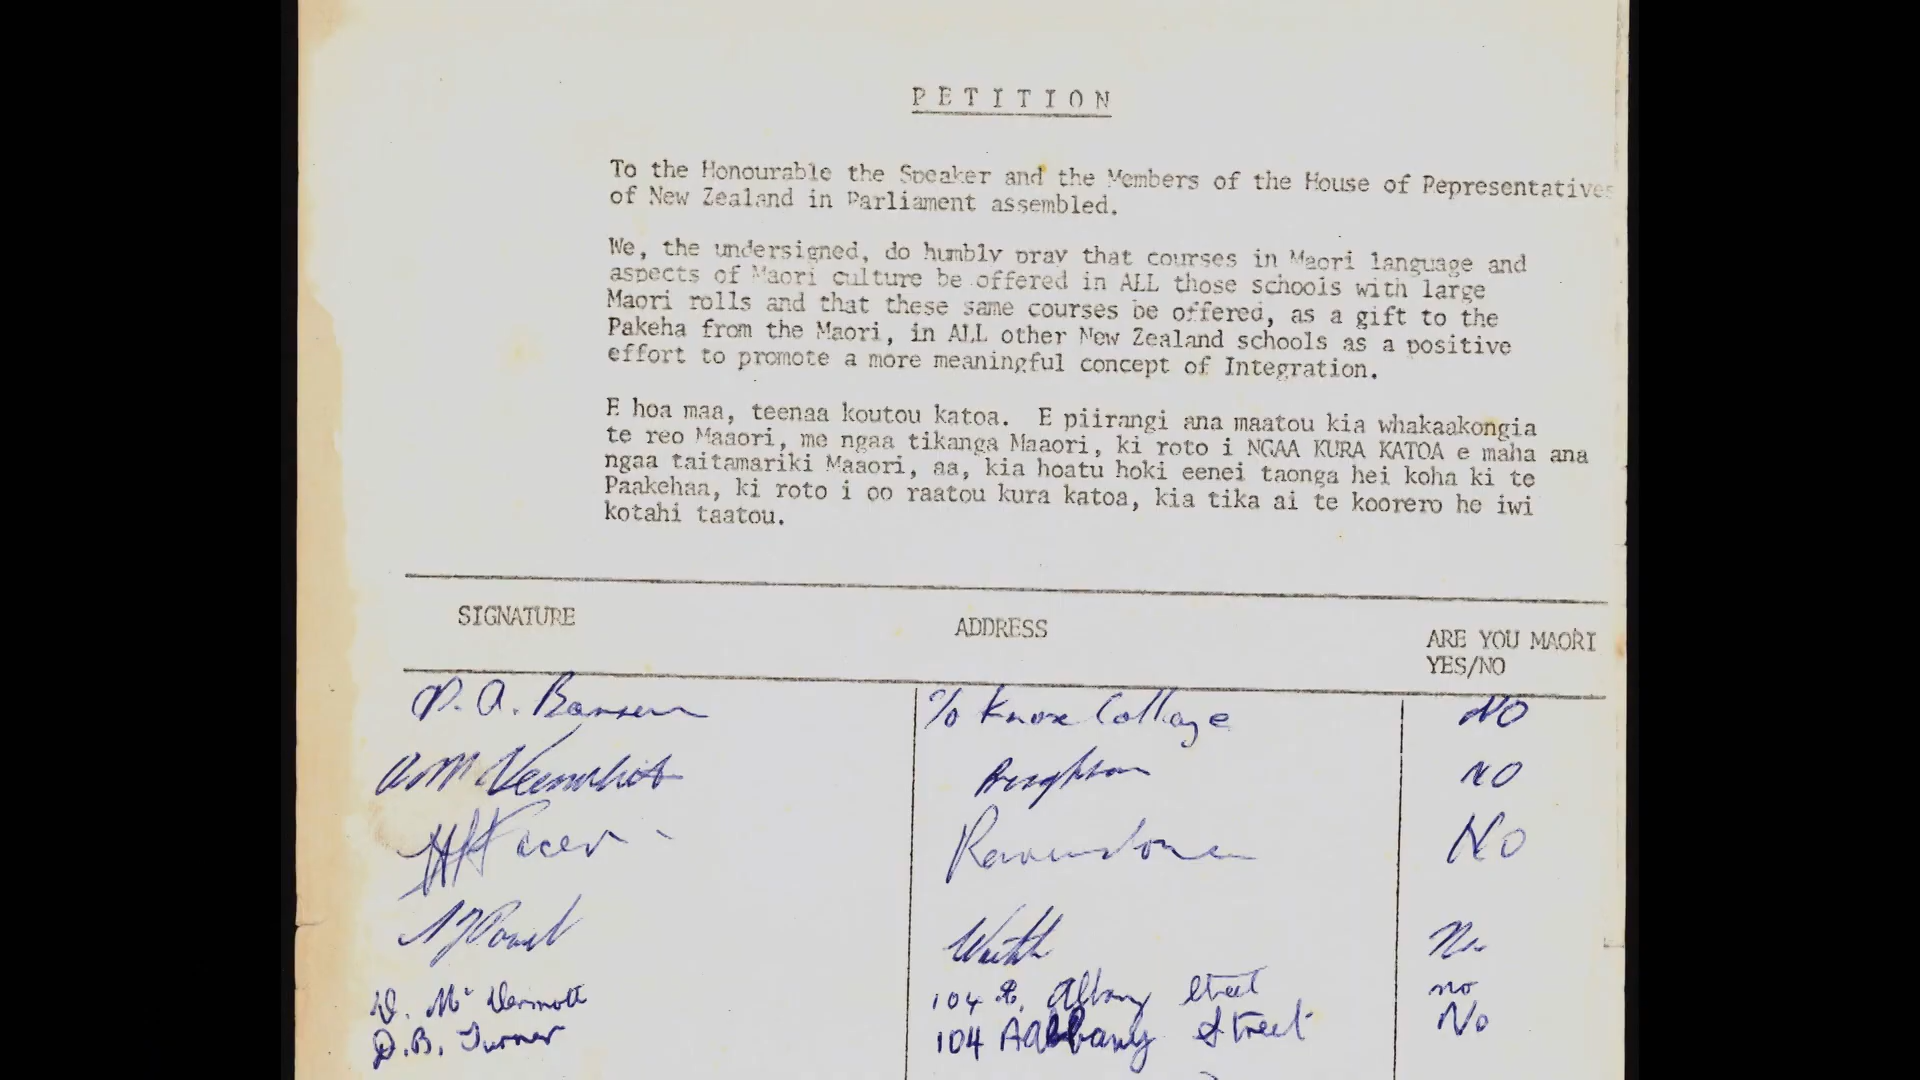 PETITION
To the Honourable the Speaker and the Members of the House of Representatives
of New Zealand in Parliament assembled.
We, the undersigned, do humbly pray that courses in Maori language and
aspects of Maori culture be offered in ALL those schools with large
Maori rolls and that these same courses be offered, as a gift to the
Pakeha from the Maori, in ALL other New Zealand schools as a positive
effort to promote a more meaningful concept of Integration.
E hoa maa, teenaa koutou katoa. E piirangi ana maatou kia whakaakongia
te reo Maaori, me ngaa tikanga Maaori, ki roto i NGAA KURA KATOA e maha ana
ngaa taitamariki Maaori, aa, kia hoatu hoki eenei taonga hei koha ki te
Paakehaa, ki roto i oo raatou kura katoa, kia tika ai te koorero he iwi
kotahi taatou.
SIGNATURE ADDRESS ARE YOU MAORI
YES/NO
c/o Knox College NO
NO
No
No
D. McDermott 104 Albany Street no
D.B. Turner 104 Albany Street No